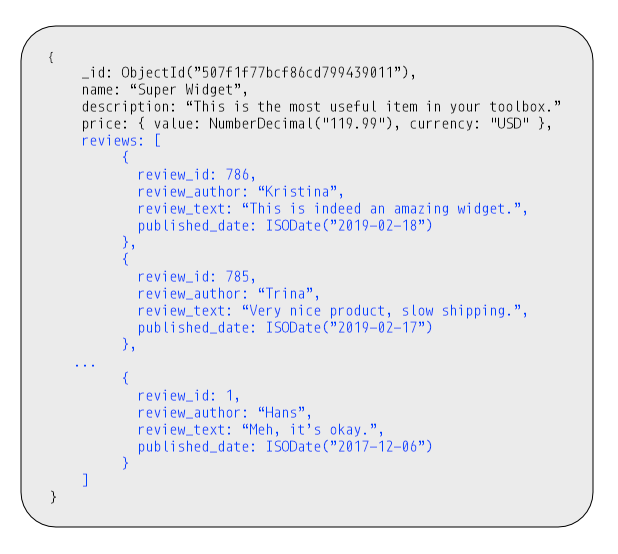 {
_id: ObjectId(”507f1f77bcf86cd799439011”),
name: “Super Widget”,
description: “This is the most useful item in your toolbox.”
price: { value: NumberDecimal("119.99"), currency: "USD" },
reviews: [
{
review_id: 786,
review_author: “Kristina”,
review_text: “This is indeed an amazing widget.”,
published_date: ISODate(”2019-02-18”)
},
{
review_id: 785,
review_author: “Trina”,
review_text: “Very nice product, slow shipping.”,
published_date: ISODate(”2019-02-17”)
},
...
{
review_id: 1,
review_author: “Hans”,
review_text: “Meh, it’s okay.”,
published_date: ISODate(”2017-12-06”)
}
]
}